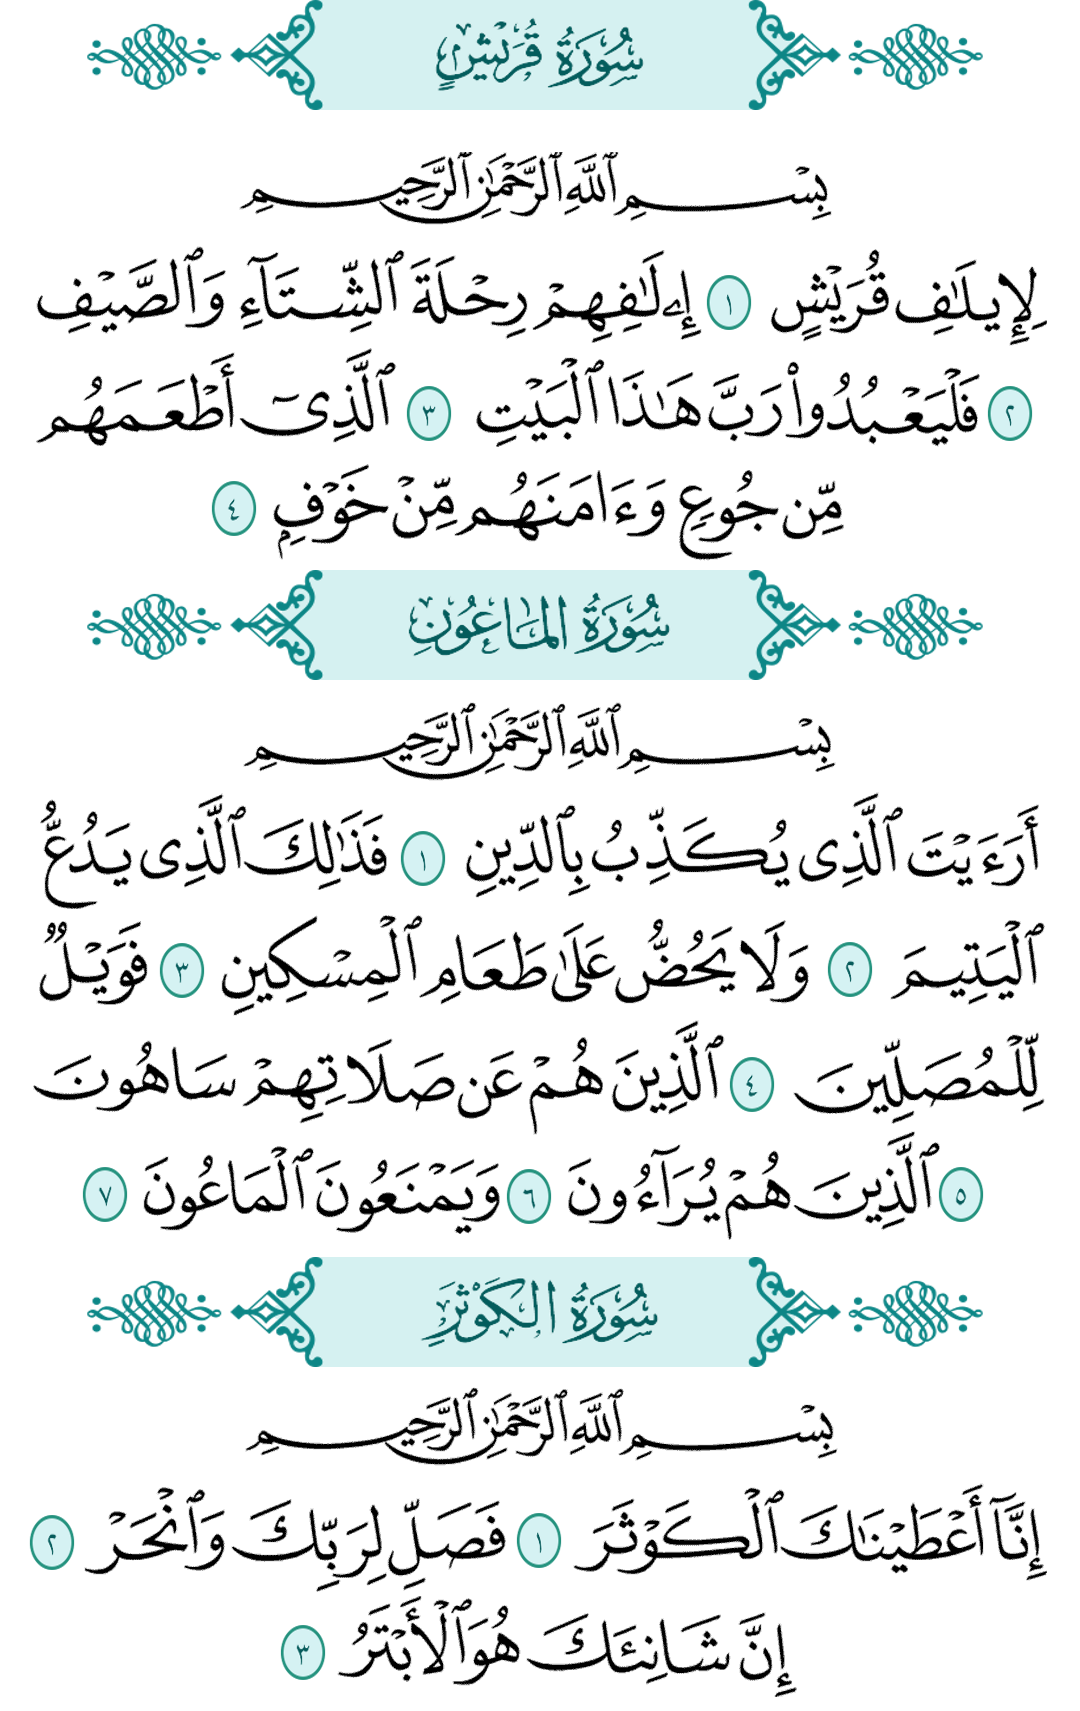 سُورَةُ قُرَيْشٍ
بِسْمِ ٱللَّهِ ٱلرَّحْمَٰنِ ٱلرَّحِيمِ
لِإِيلَٰفِ قُرَيْشٍ ١ إِۦلَٰفِهِمْ رِحْلَةَ ٱلشِّتَآءِ وَٱلصَّيْفِ
٢ فَلْيَعْبُدُوا۟ رَبَّ هَٰذَا ٱلْبَيْتِ ٣ ٱلَّذِىٓ أَطْعَمَهُم
مِّن جُوعٍ وَءَامَنَهُم مِّنْ خَوْفٍۭ ٤
سُورَةُ المَاعُونِ
بِسْمِ ٱللَّهِ ٱلرَّحْمَٰنِ ٱلرَّحِيمِ
أَرَءَيْتَ ٱلَّذِى يُكَذِّبُ بِٱلدِّينِ ١ فَذَٰلِكَ ٱلَّذِى يَدُعُّ
ٱلْيَتِيمَ ٢ وَلَا يَحُضُّ عَلَىٰ طَعَامِ ٱلْمِسْكِينِ ٣ فَوَيْلٌ
لِّلْمُصَلِّينَ ٤ ٱلَّذِينَ هُمْ عَن صَلَاتِهِمْ سَاهُونَ
٥ ٱلَّذِينَ هُمْ يُرَآءُونَ ٦ وَيَمْنَعُونَ ٱلْمَاعُونَ ٧
سُورَةُ الكَوْثَرِ
بِسْمِ ٱللَّهِ ٱلرَّحْمَٰنِ ٱلرَّحِيمِ
إِنَّآ أَعْطَيْنَٰكَ ٱلْكَوْثَرَ ١ فَصَلِّ لِرَبِّكَ وَٱنْحَرْ ٢
إِنَّ شَانِئَكَ هُوَ ٱلْأَبْتَرُ ٣